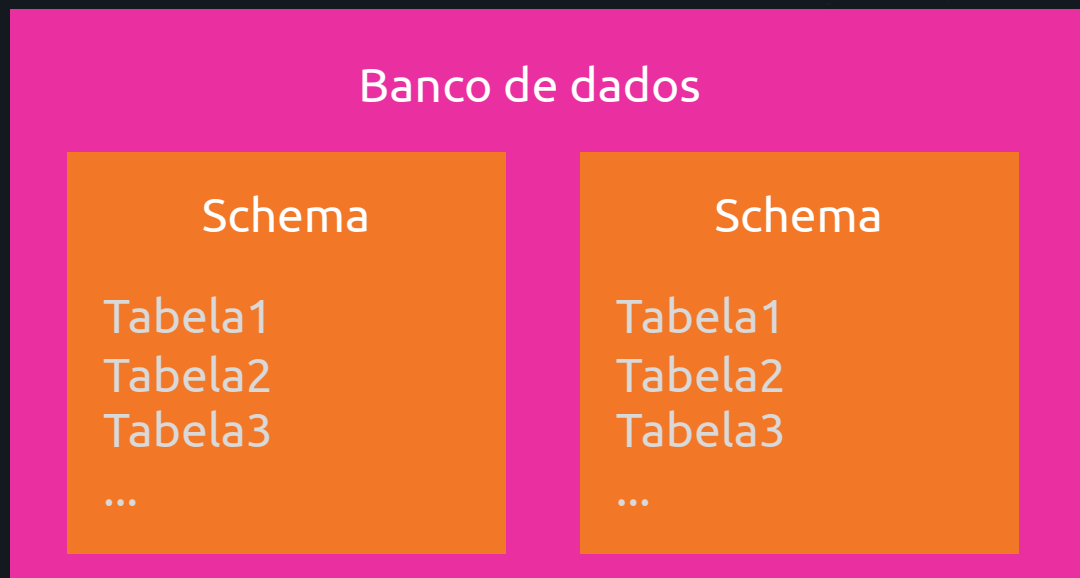 Banco de dados
Schema
Tabela1
Tabela2
Tabela3
...
Schema
Tabela1
Tabela2
Tabela3
...